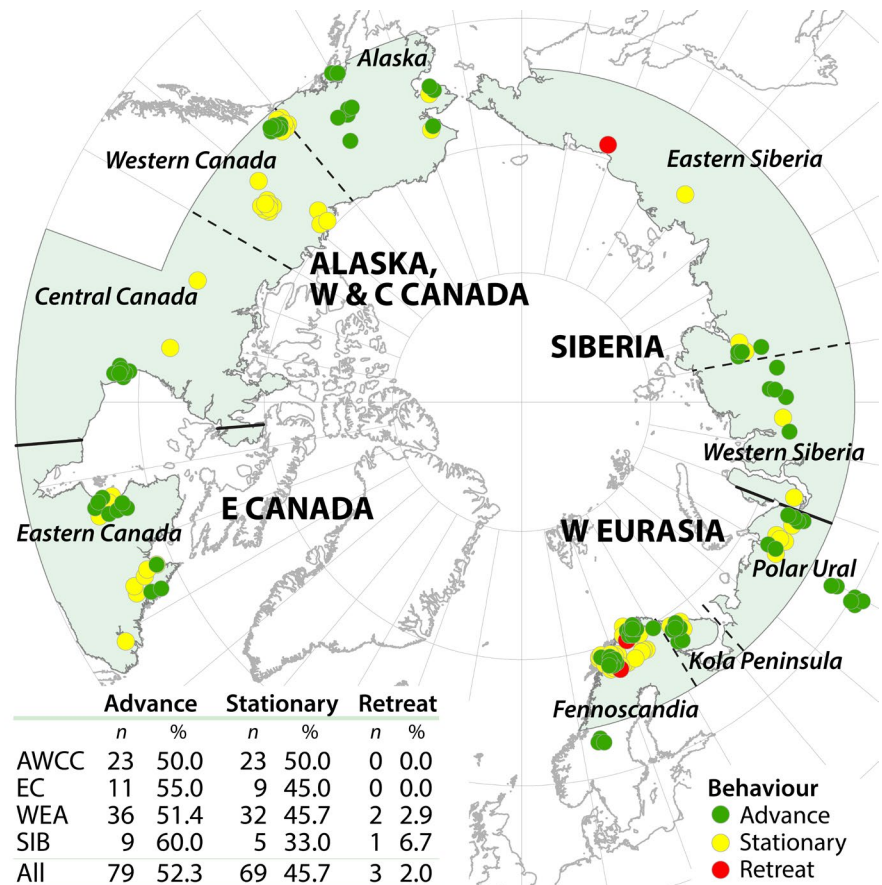 Alaska
Western Canada
Eastern Siberia
ALASKA,
W & C CANADA
Central Canada
SIBERIA
Western Siberia
E CANADA
Eastern Canada
W EURASIA
Polar Ural
Kola Peninsula
Fennoscandia
Advance Stationary Retreat
n % n % n %
AWCC 23 50.0 23 50.0 0 0.0
EC 11 55.0 9 45.0 0 0.0
WEA 36 51.4 32 45.7 2 2.9
SIB 9 60.0 5 33.0 1 6.7
All 79 52.3 69 45.7 3 2.0
Behaviour
Advance
Stationary
Retreat